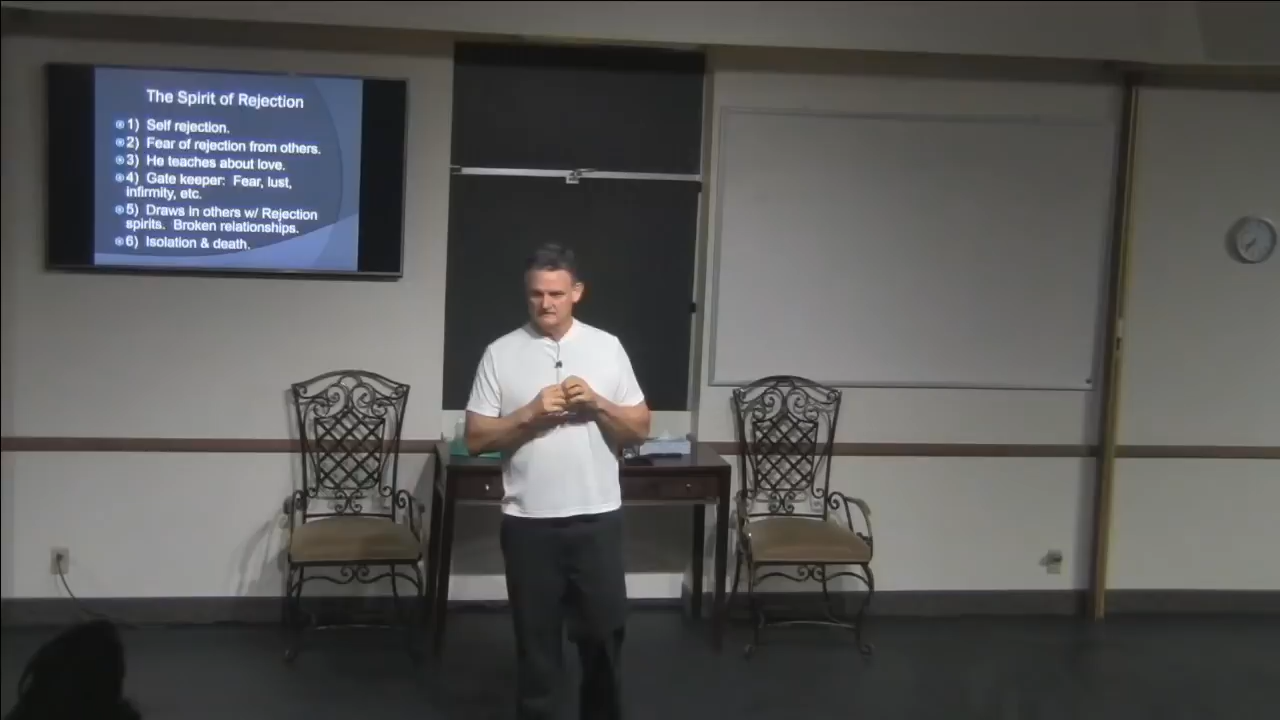 The Spirit of Rejection
1) Self rejection.
2) Fear of rejection from others.
3) He teaches about love.
4) Gate keeper: Fear, lust,
infirmity, etc.
5) Draws in others w/ Rejection
spirits. Broken relationships.
6) Isolation & death.